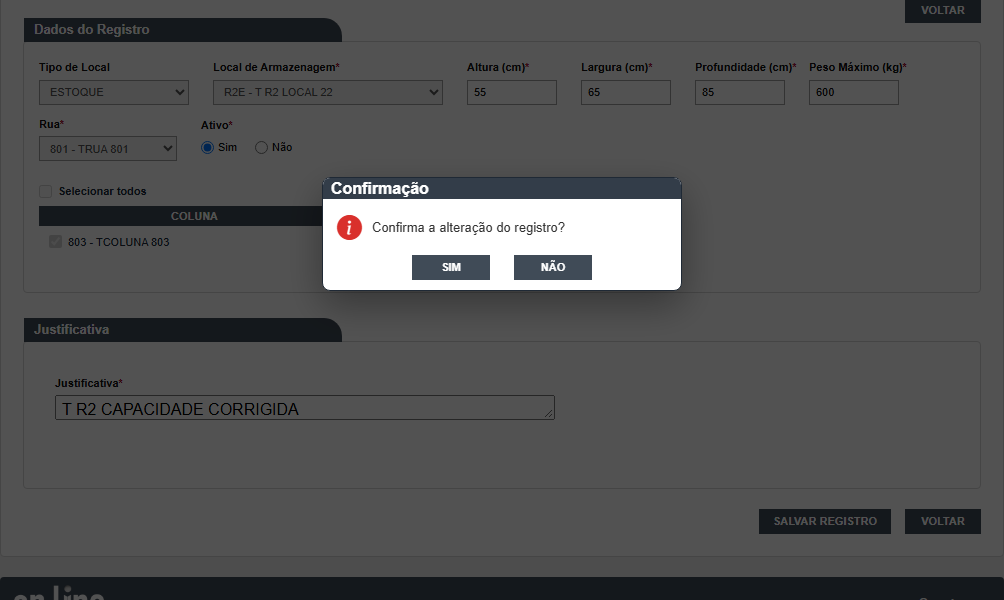 VOLTAR
Dados do Registro
Tipo de Local
Local de Armazenagem*
Altura (cm)*
Largura (cm)*
Profundidade (cm)*
Peso Máximo (kg)*
ESTOQUE
R2E - T R2 LOCAL 22
55
65
85
600
Rua*
Ativo*
801 - TRUA 801
Sim
Não
Selecionar todos
COLUNA
803 - TCOLUNA 803
Confirmação
Confirma a alteração do registro?
SIM
NÃO
Justificativa
Justificativa*
T R2 CAPACIDADE CORRIGIDA
SALVAR REGISTRO
VOLTAR